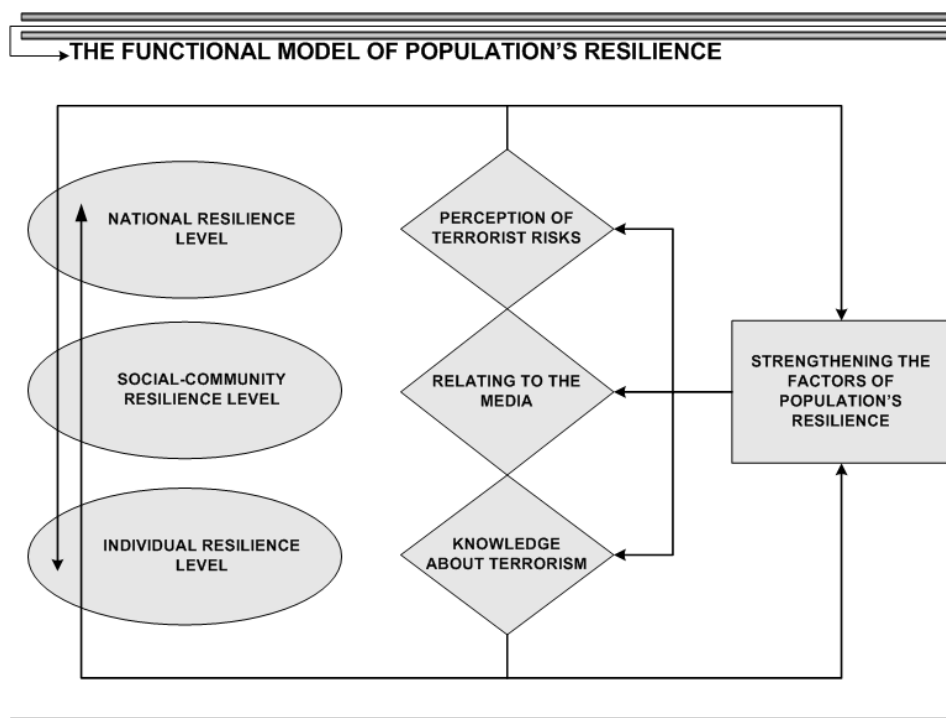 THE FUNCTIONAL MODEL OF POPULATION'S RESILIENCE
NATIONAL RESILIENCE
LEVEL
PERCEPTION OF
TERRORIST RISKS
SOCIAL-COMMUNITY
RESILIENCE LEVEL
RELATING TO THE
MEDIA
STRENGTHENING THE
FACTORS OF
POPULATION'S
RESILIENCE
INDIVIDUAL RESILIENCE
LEVEL
KNOWLEDGE
ABOUT TERRORISM